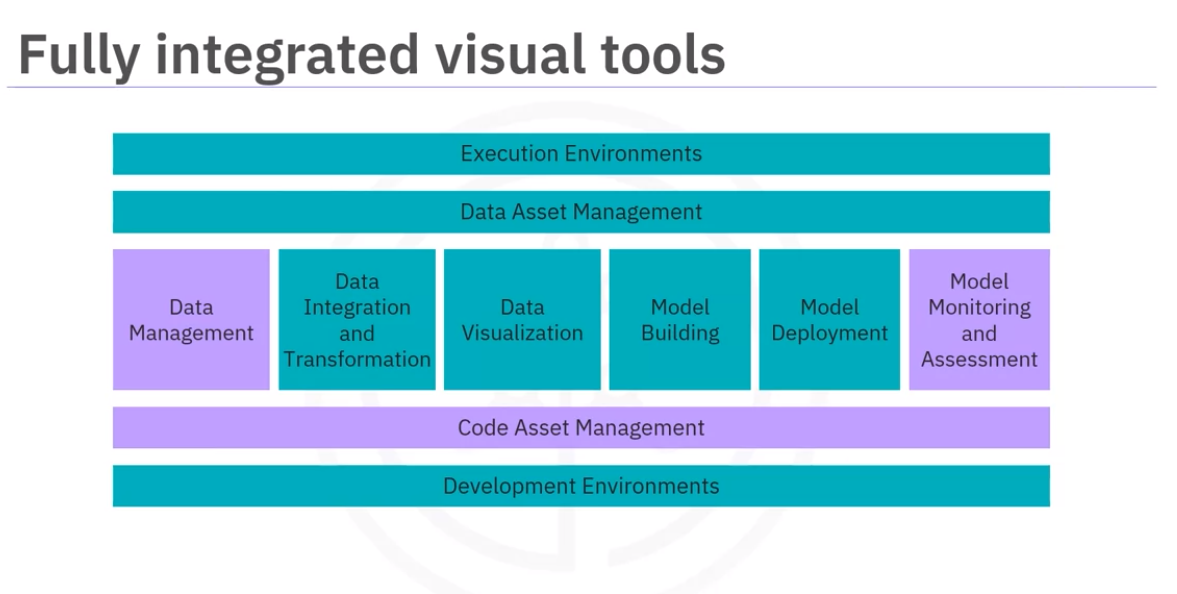 Fully integrated visual tools
Execution Environments
Data Asset Management
Data
Management
Data
Integration
and
Transformation
Data
Visualization
Model
Building
Model
Deployment
Model
Monitoring
and
Assessment
Code Asset Management
Development Environments